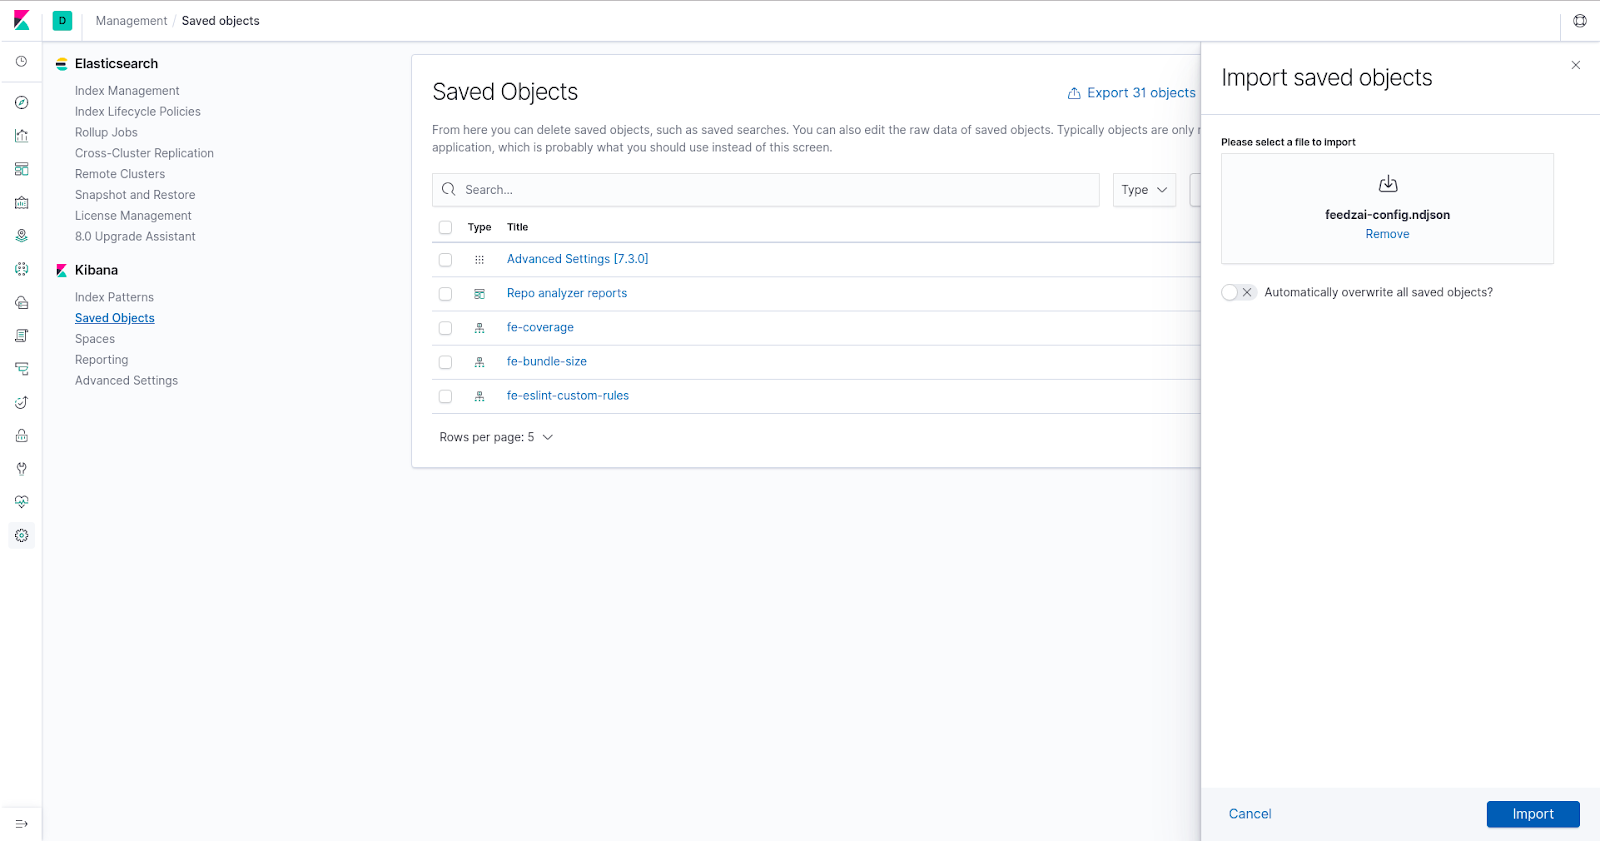 D Management / Saved objects
Elasticsearch
Index Management
Index Lifecycle Policies
Rollup Jobs
Cross-Cluster Replication
Remote Clusters
Snapshot and Restore
License Management
8.0 Upgrade Assistant
Kibana
Index Patterns
Saved Objects
Spaces
Reporting
Advanced Settings
Saved Objects
Export 31 objects
From here you can delete saved objects, such as saved searches. You can also edit the raw data of saved objects. Typically objects are only
application, which is probably what you should use instead of this screen.
Search...
Type
Type Title
Advanced Settings [7.3.0]
Repo analyzer reports
fe-coverage
fe-bundle-size
fe-eslint-custom-rules
Rows per page: 5
Import saved objects
Please select a file to import
feedzai-config.ndjson
Remove
Automatically overwrite all saved objects?
Cancel
Import